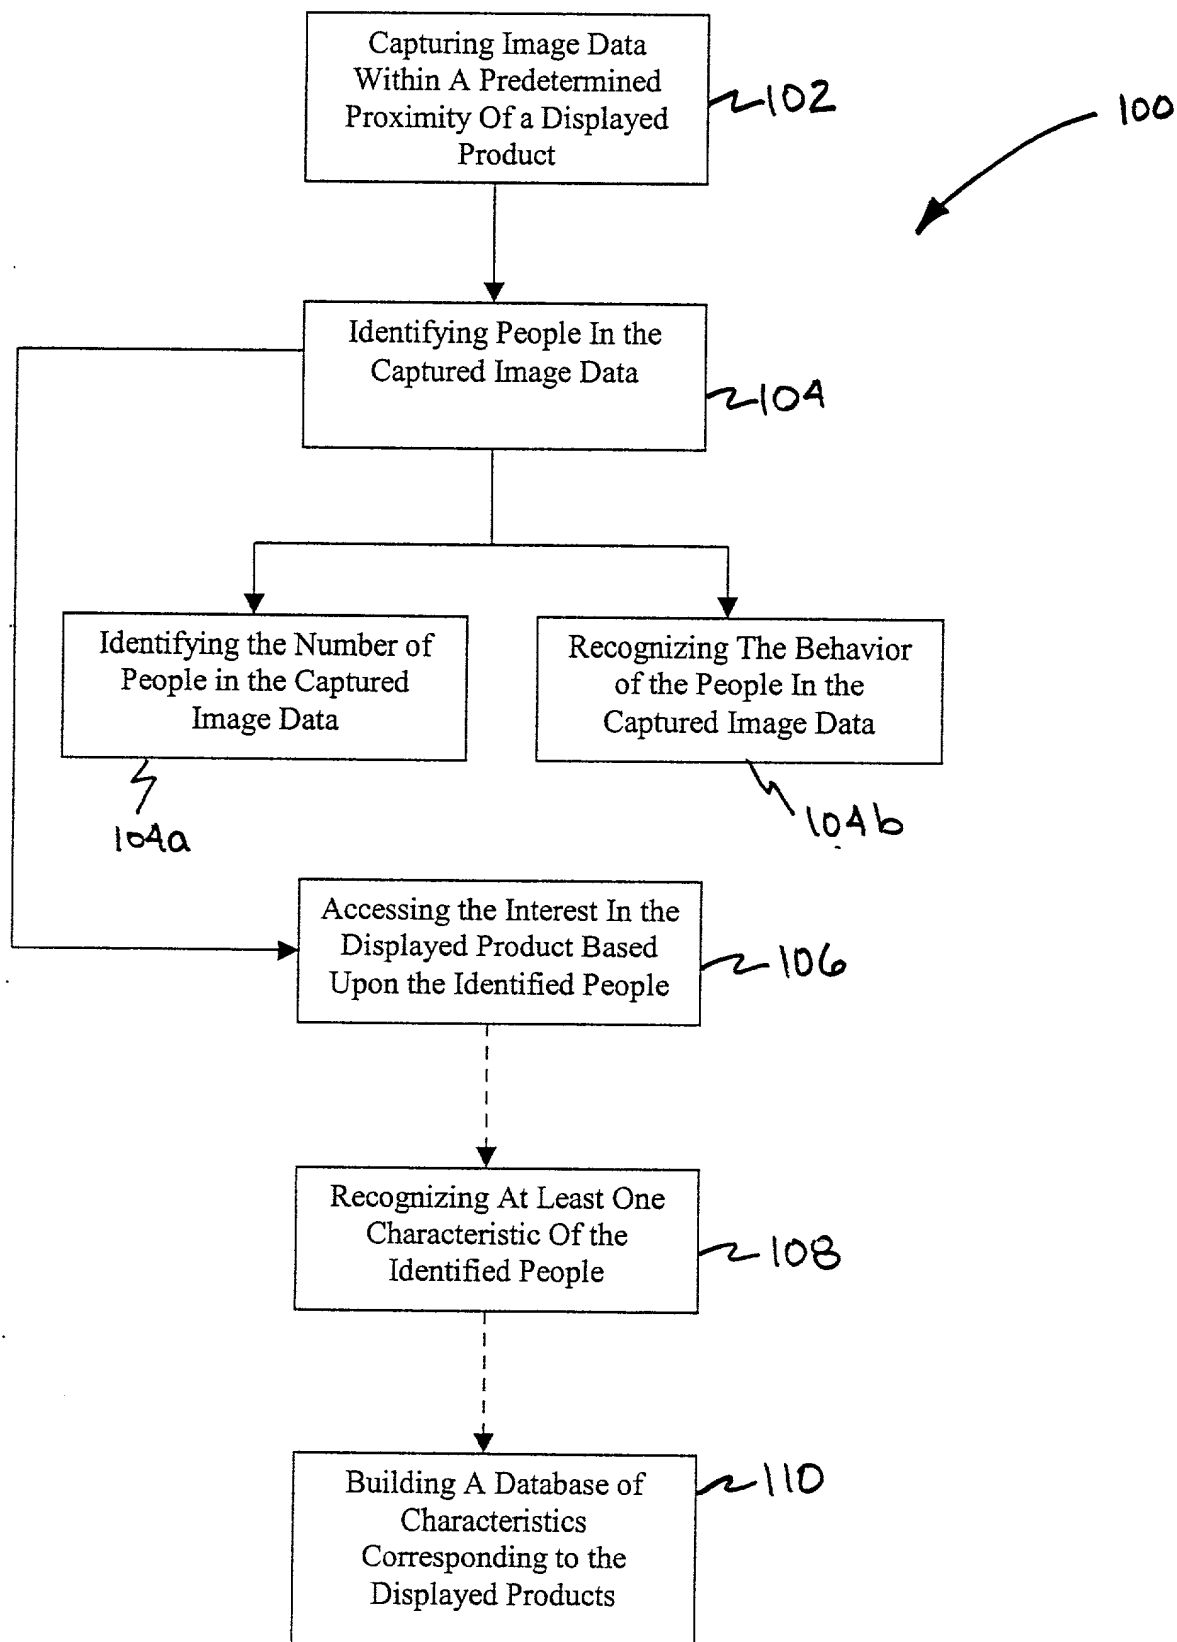 Capturing Image Data
Within A Predetermined
Proximity Of a Displayed
Product
102
100
Identifying People In the
Captured Image Data
104
Identifying the Number of
People in the Captured
Image Data
104a
Recognizing The Behavior
of the People In the
Captured Image Data
104b
Accessing the Interest In the
Displayed Product Based
Upon the Identified People
106
Recognizing At Least One
Characteristic Of the
Identified People
108
Building A Database of
Characteristics
Corresponding to the
Displayed Products
110